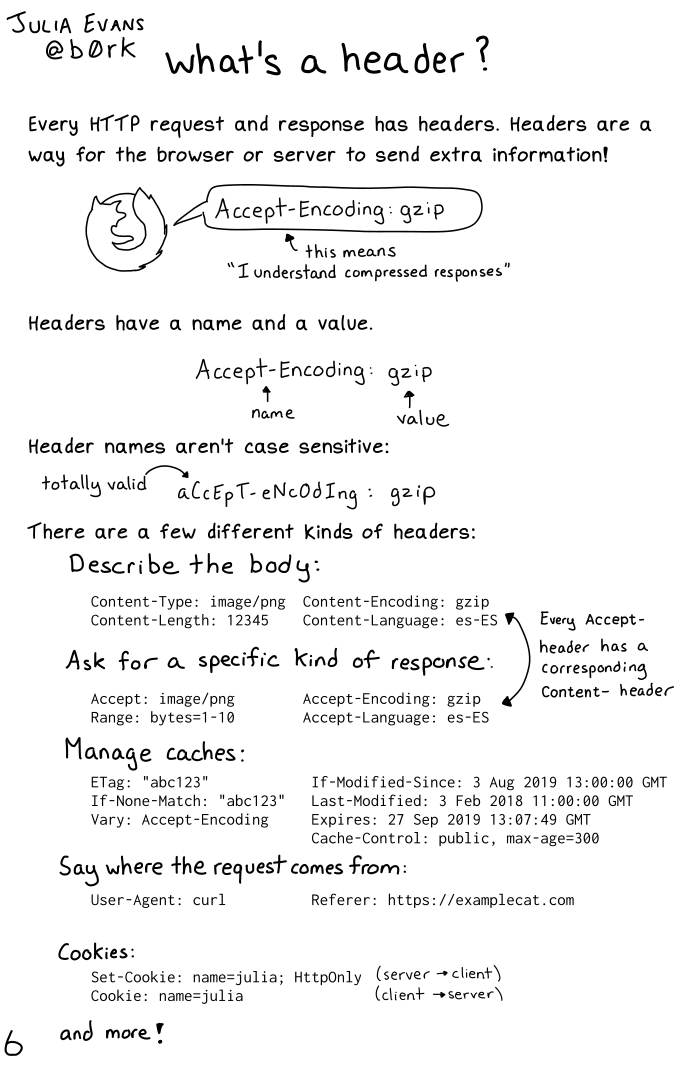 JULIA EVANS
@b0rk
what's a header?
Every HTTP request and response has headers. Headers are a
way for the browser or server to send extra information!
Accept-Encoding: gzip
this means
"I understand compressed responses"
Headers have a name and a value.
Accept-Encoding: gzip
name
value
Header names aren't case sensitive:
totally valid
aCcEpT-eNcOdIng : gzip
There are a few different kinds of headers:
Describe the body:
Content-Type: image/png Content-Encoding: gzip
Content-Length: 12345 Content-Language: es-ES
Every Accept-
header has a
corresponding
Content- header
Ask for a specific kind of response:
Accept: image/png Accept-Encoding: gzip
Range: bytes=1-10 Accept-Language: es-ES
Manage caches:
ETag: "abc123" If-Modified-Since: 3 Aug 2019 13:00:00 GMT
If-None-Match: "abc123" Last-Modified: 3 Feb 2018 11:00:00 GMT
Vary: Accept-Encoding Expires: 27 Sep 2019 13:07:49 GMT
Cache-Control: public, max-age=300
Say where the request comes from:
User-Agent: curl Referer: https://examplecat.com
Cookies:
Set-Cookie: name=julia; HttpOnly (server → client)
Cookie: name=julia (client → server)
and more!
6